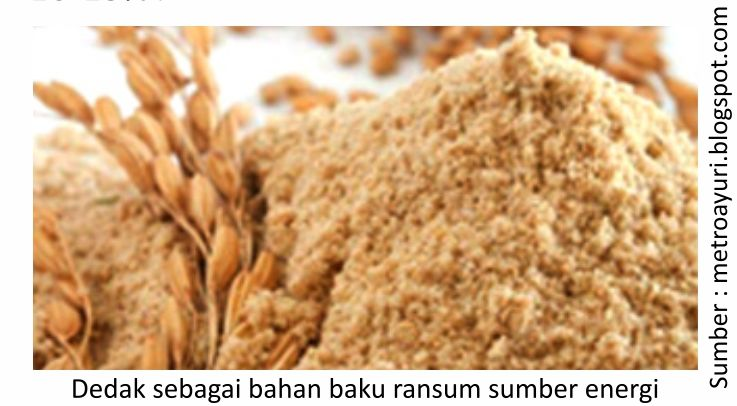 Dedak sebagai bahan baku ransum sumber energi
Sumber : metroayuri.blogspot.com